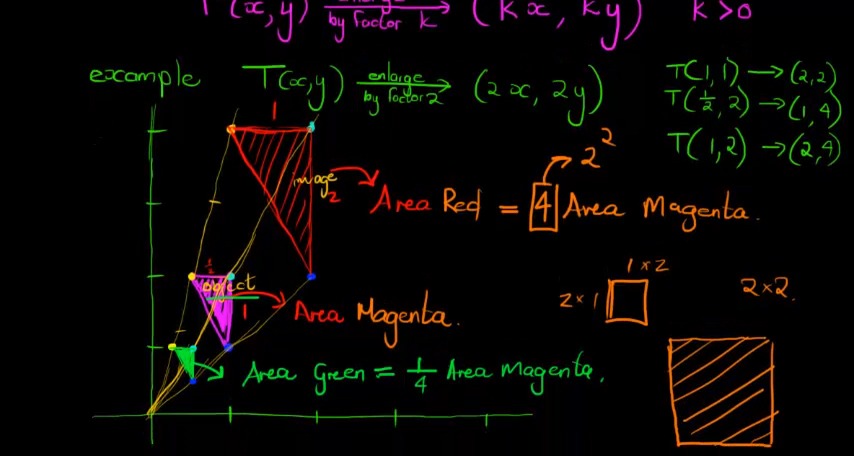 T(x,y) enlarge by factor k → (kx, ky) k>0
example T(x,y) enlarge by factor 2 → (2x, 2y)
T(1,1) → (2,2)
T(½, 2) → (1,4)
T(1,2) → (2,4)
1
2²
image
2
Area Red = 4 Area Magenta.
½
object
1
Area Magenta.
1×2
2×1
2×2.
Area Green = ¼ Area Magenta.